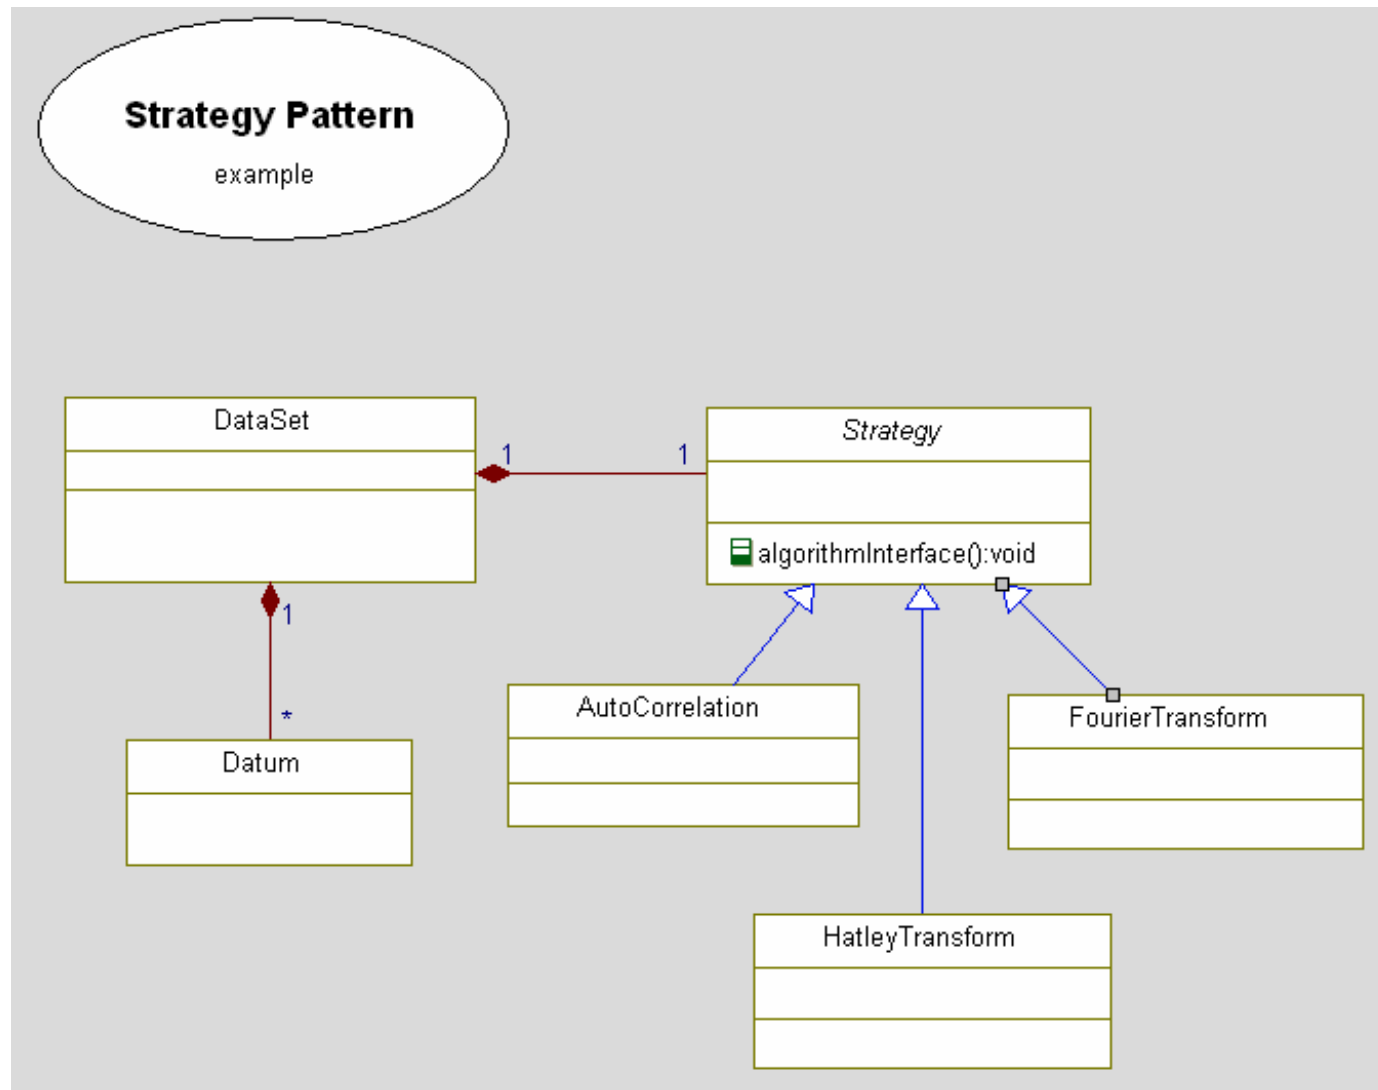 Strategy Pattern
example
DataSet
1
1
Strategy
algorithmInterface():void
1
*
Datum
AutoCorrelation
FourierTransform
HatleyTransform